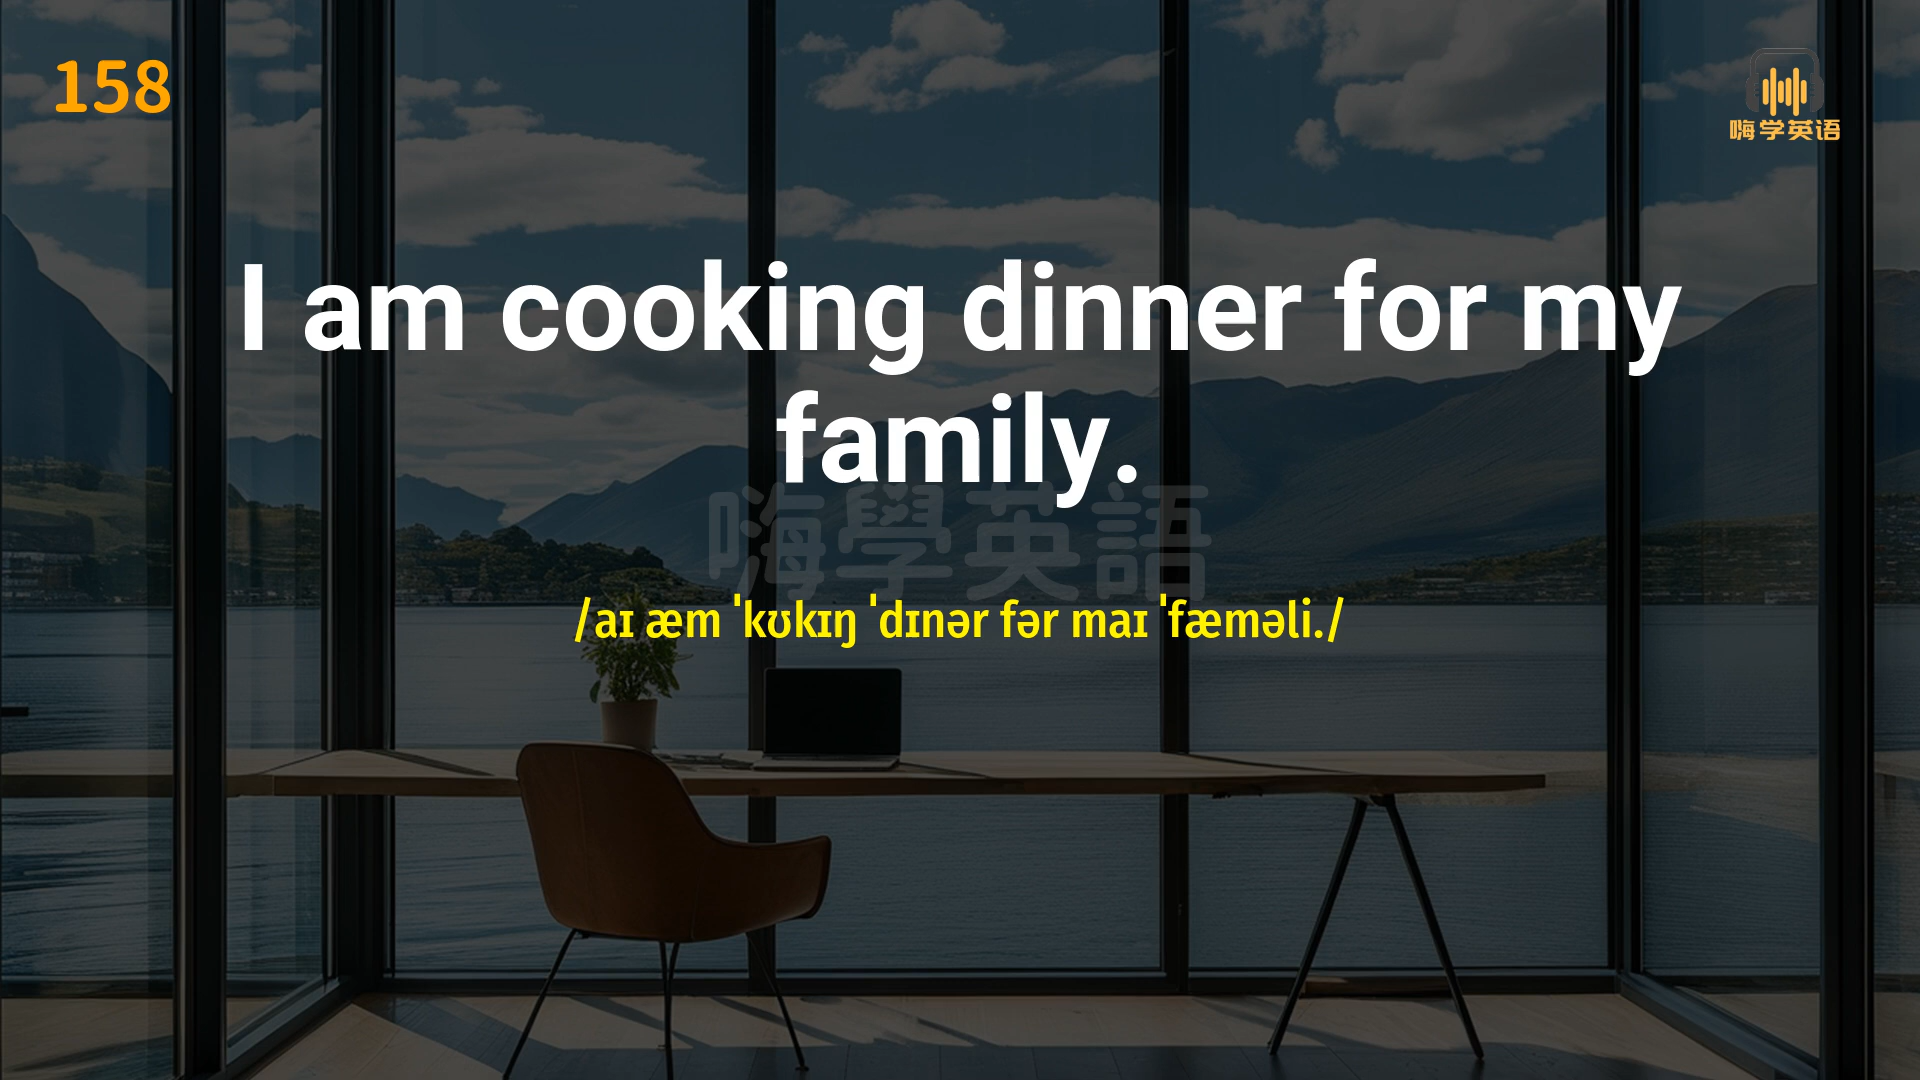 158
嗨学英语
I am cooking dinner for my
family.
嗨學英語
/aɪ æm ˈkʊkɪŋ ˈdɪnər fər maɪ ˈfæməli./